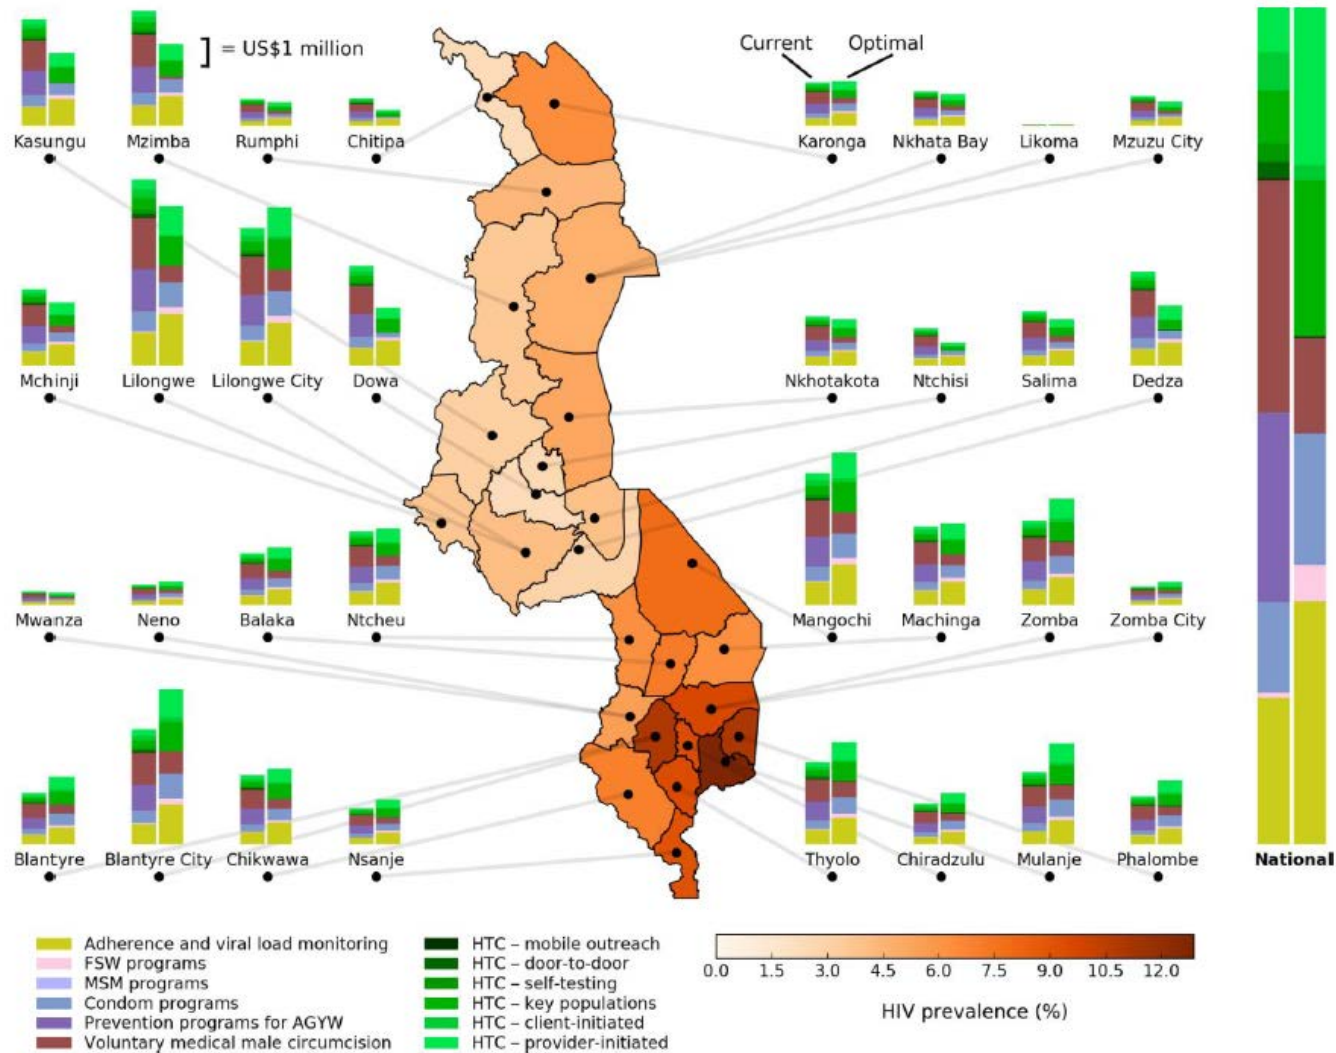 = US$1 million
Current Optimal
Kasungu Mzimba Rumphi Chitipa
Karonga Nkhata Bay Likoma Mzuzu City
Mchinji Lilongwe Lilongwe City Dowa
Nkhotakota Ntchisi Salima Dedza
Mwanza Neno Balaka Ntcheu
Mangochi Machinga Zomba Zomba City
Blantyre Blantyre City Chikwawa Nsanje
Thyolo Chiradzulu Mulanje Phalombe
National
Adherence and viral load monitoring
FSW programs
MSM programs
Condom programs
Prevention programs for AGYW
Voluntary medical male circumcision
HTC – mobile outreach
HTC – door-to-door
HTC – self-testing
HTC – key populations
HTC – client-initiated
HTC – provider-initiated
0.0 1.5 3.0 4.5 6.0 7.5 9.0 10.5 12.0
HIV prevalence (%)